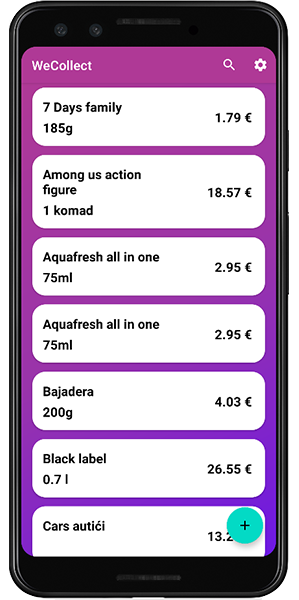 WeCollect
7 Days family
185g
1.79 €
Among us action
figure
1 komad
18.57 €
Aquafresh all in one
75ml
2.95 €
Aquafresh all in one
75ml
2.95 €
Bajadera
200g
4.03 €
Black label
0.7 l
26.55 €
Cars autići
13.2
+